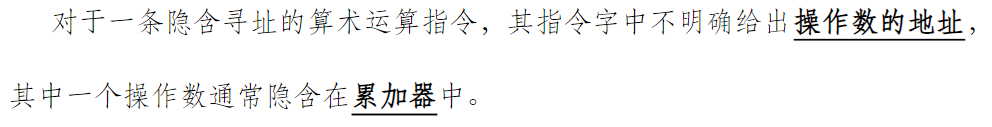 对于一条隐含寻址的算术运算指令，其指令字中不明确给出操作数的地址，
其中一个操作数通常隐含在累加器中。